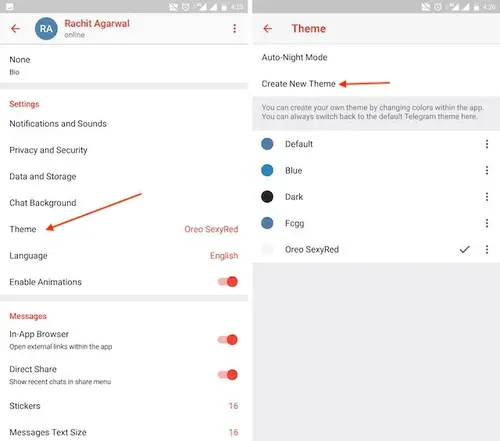 4:25
RA
Rachit Agarwal
online
None
Bio
Settings
Notifications and Sounds
Privacy and Security
Data and Storage
Chat Background
Theme Oreo SexyRed
Language English
Enable Animations
Messages
In-App Browser
Open external links within the app
Direct Share
Show recent chats in share menu
Stickers 16
Messages Text Size 16
4:26
Theme
Auto-Night Mode
Create New Theme
You can create your own theme by changing colors within the app.
You can always switch back to the default Telegram theme here.
Default
Blue
Dark
Fcgg
Oreo SexyRed